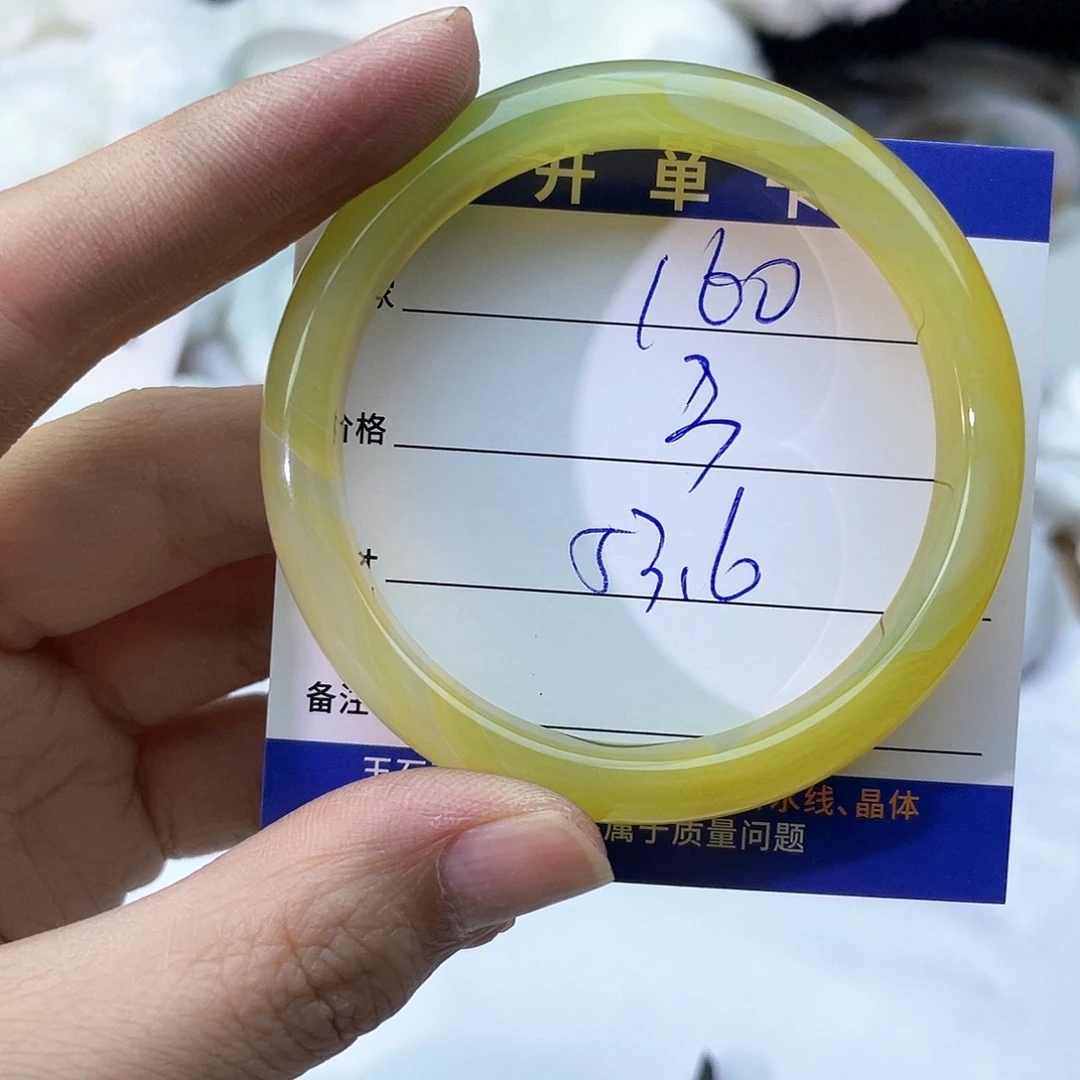 开单卡
160
价格
53.6
备注
水线、晶体
属于质量问题